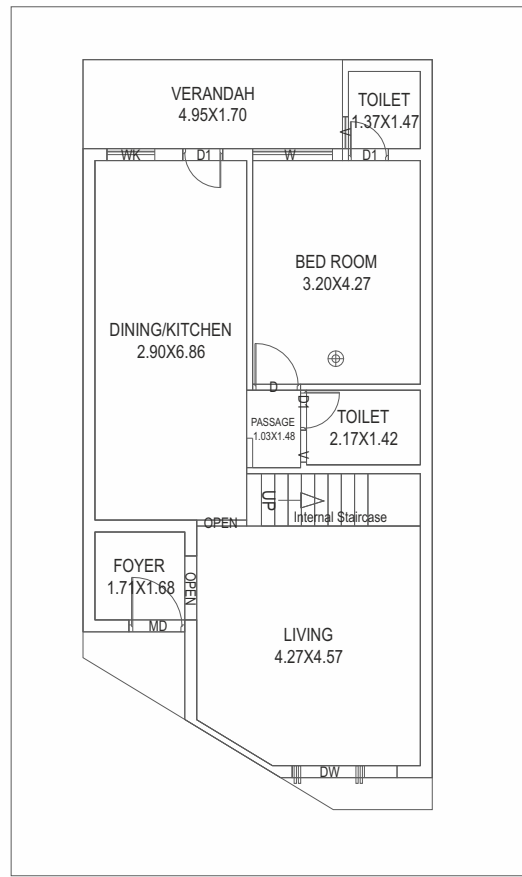 VERANDAH
4.95X1.70
TOILET
1.37X1.47
V
WK
D1
W
D1
BED ROOM
3.20X4.27
DINING/KITCHEN
2.90X6.86
D
D1
PASSAGE
1.03X1.48
TOILET
2.17X1.42
V
UP
Internal Staircase
OPEN
FOYER
1.71X1.68
OPEN
MD
LIVING
4.27X4.57
DW